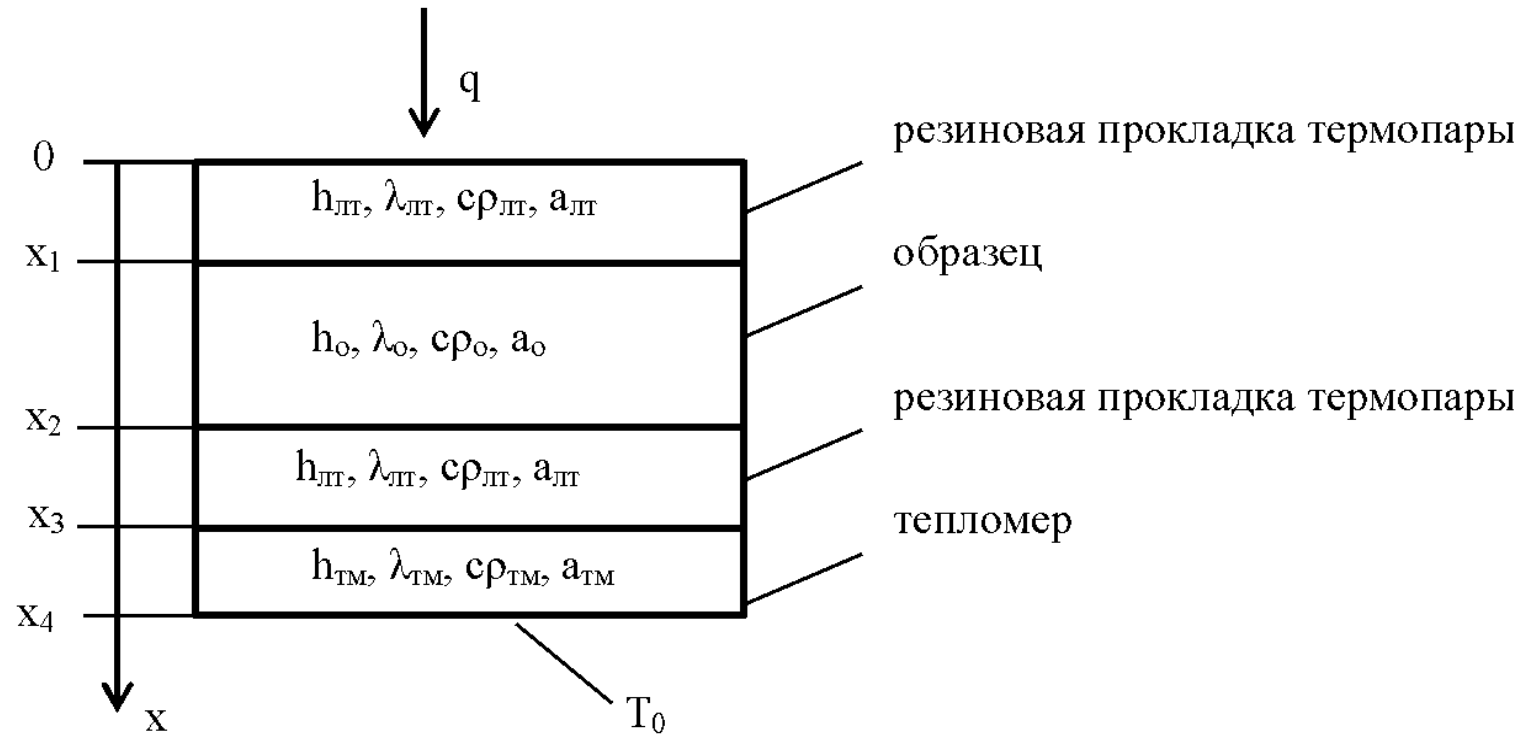 q
0
резиновая прокладка термопары
hлт, λлт, cρлт, aлт
x₁
образец
hо, λо, cρо, aо
резиновая прокладка термопары
x₂
hлт, λлт, cρлт, aлт
x₃
тепломер
hтм, λтм, cρтм, aтм
x₄
T₀
x